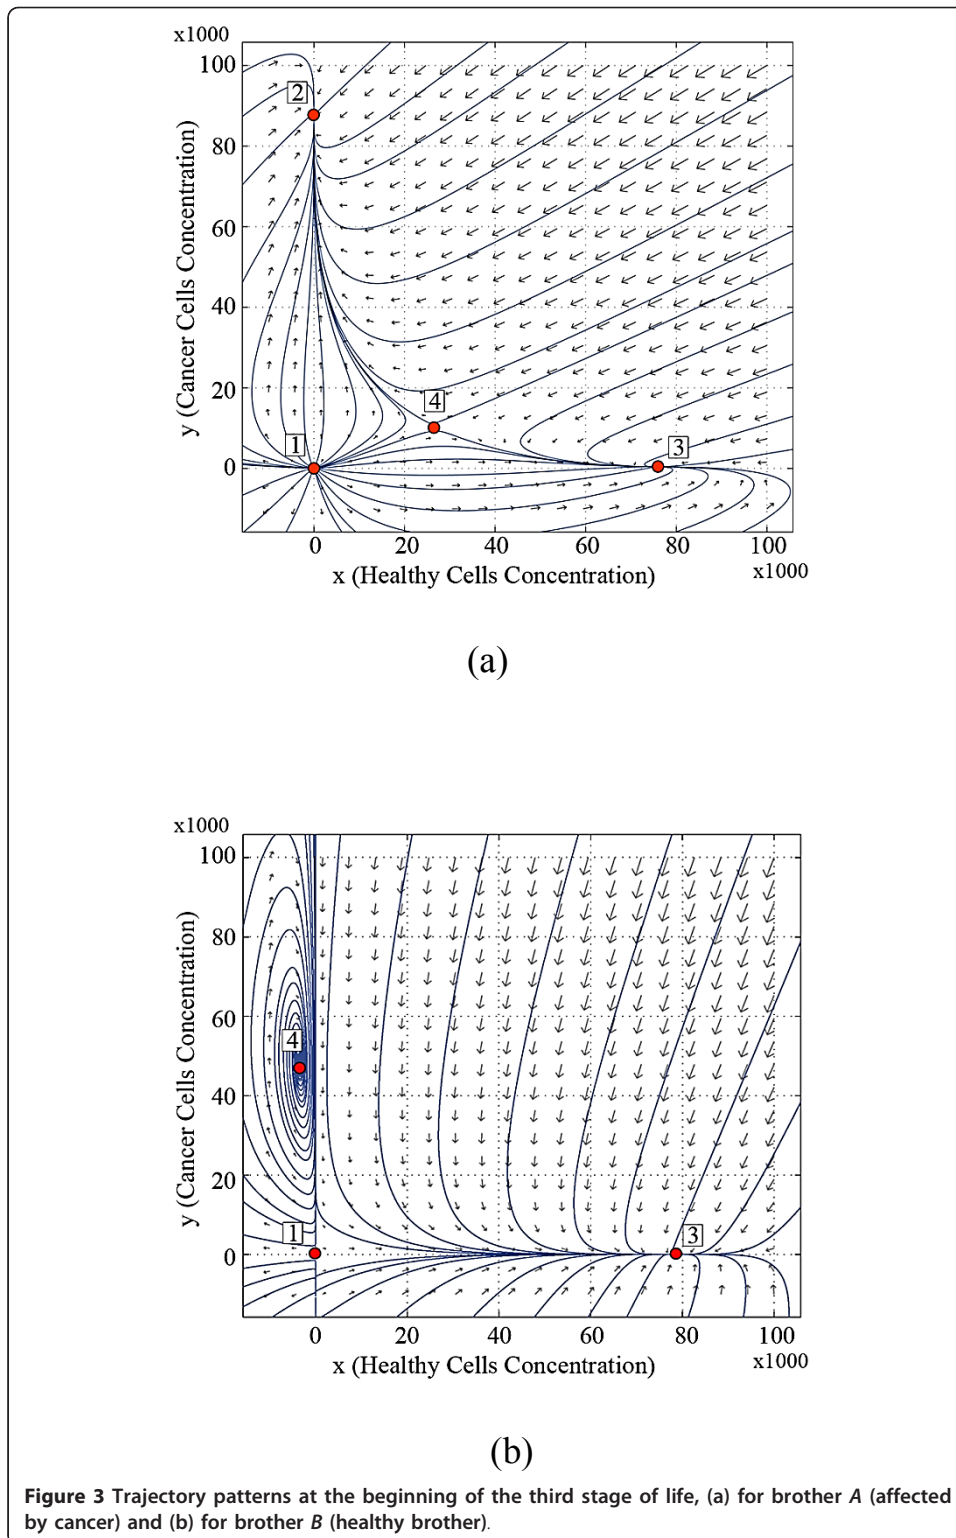 x1000
100
80
60
40
20
0
y (Cancer Cells Concentration)
2
4
1
3
0 20 40 60 80 100
x (Healthy Cells Concentration) x1000
(a)
x1000
100
80
60
40
20
0
y (Cancer Cells Concentration)
4
1
3
0 20 40 60 80 100
x (Healthy Cells Concentration) x1000
(b)
Figure 3 Trajectory patterns at the beginning of the third stage of life, (a) for brother A (affected
by cancer) and (b) for brother B (healthy brother).